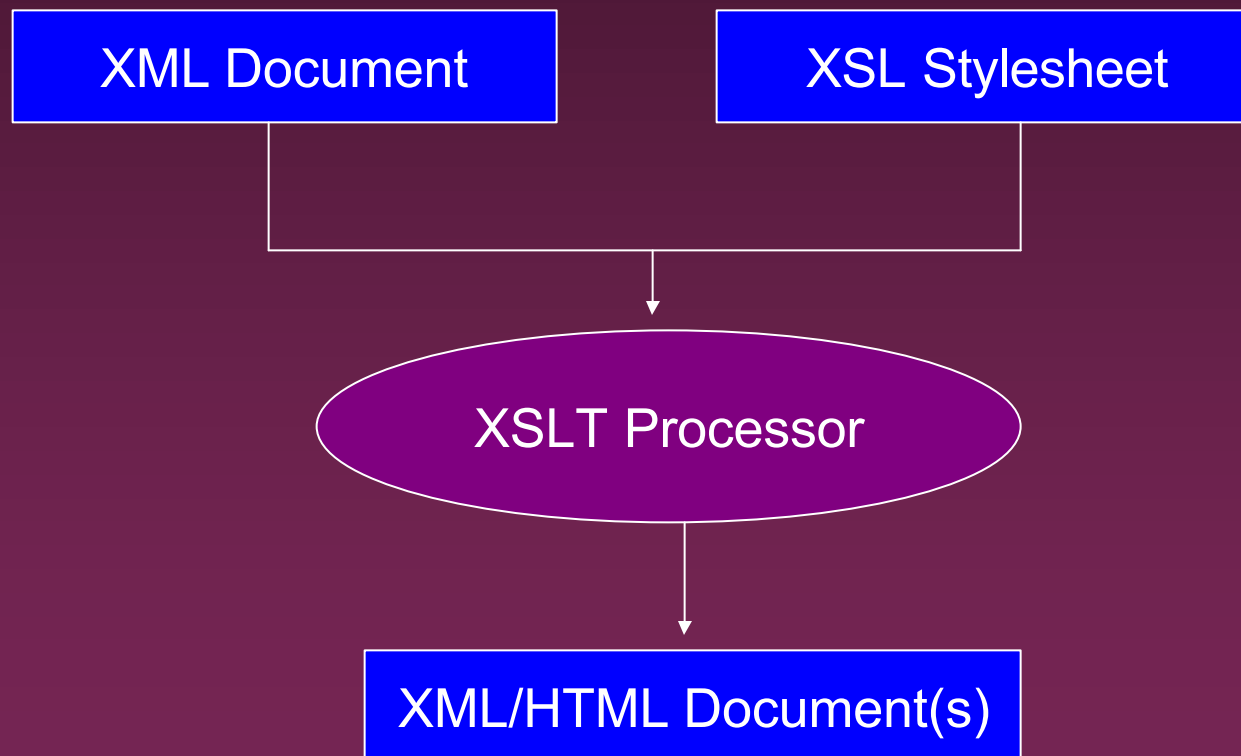 XML Document
XSL Stylesheet
XSLT Processor
XML/HTML Document(s)